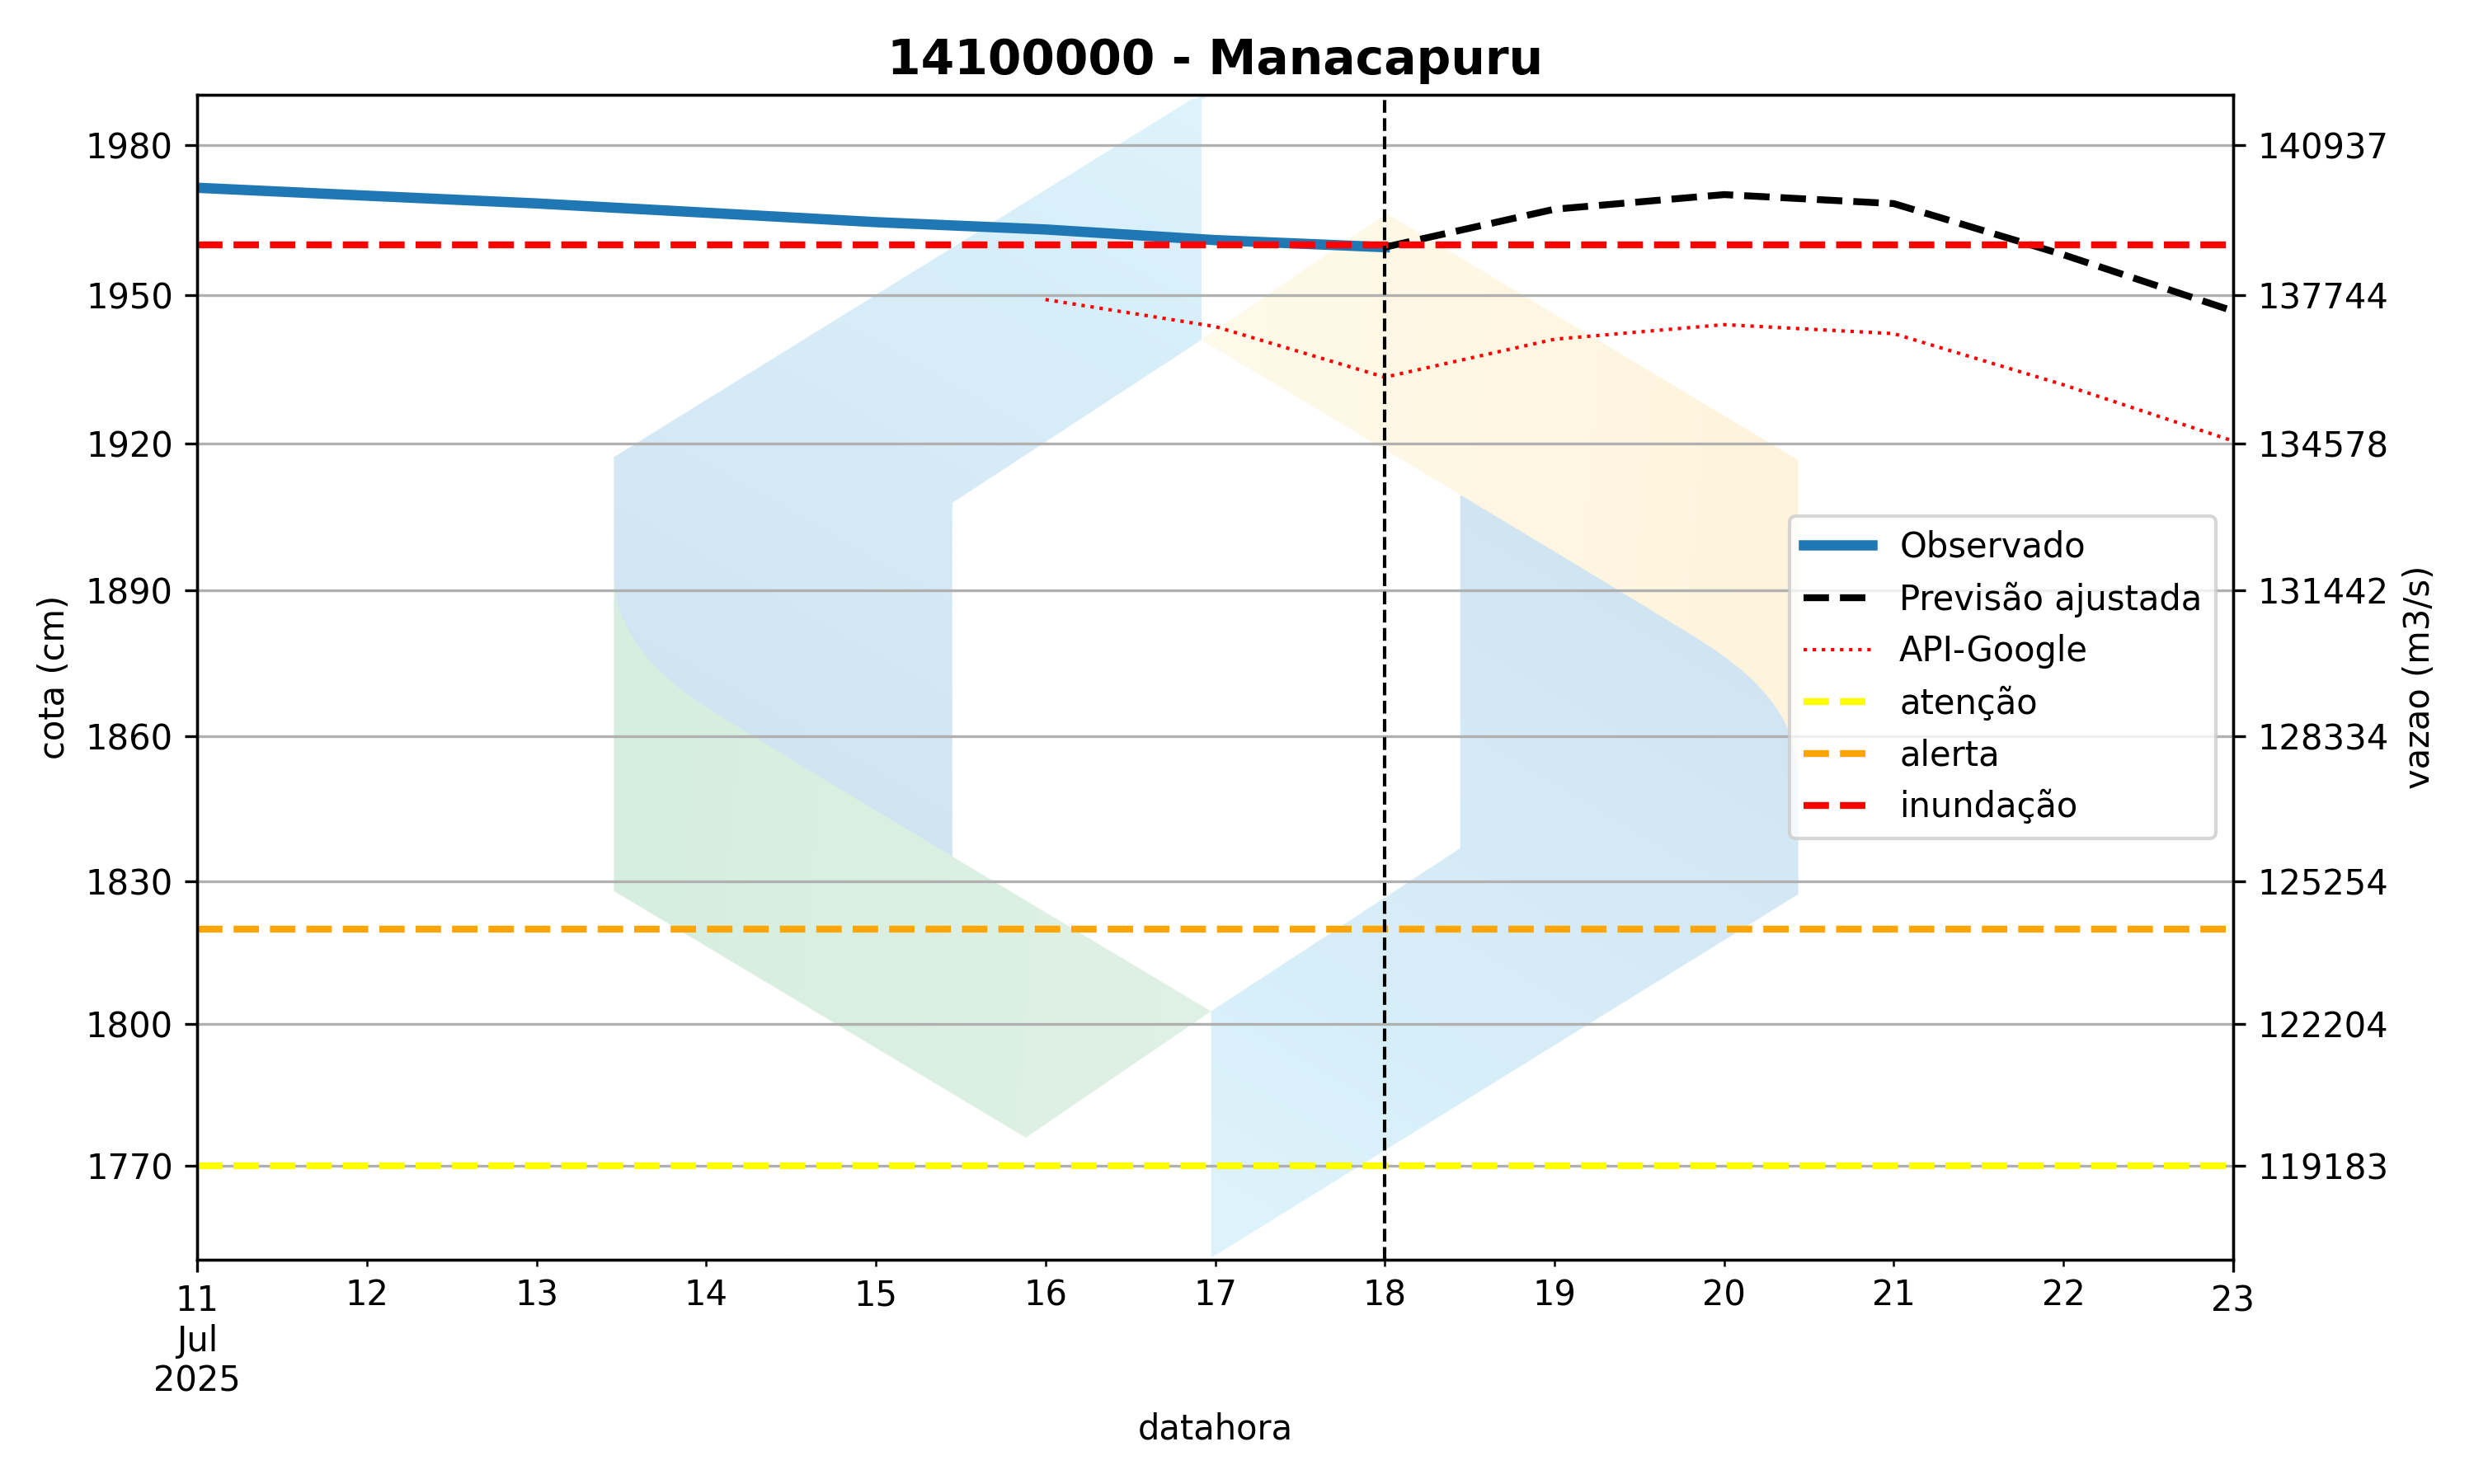 14100000 - Manacapuru
1980
1950
1920
1890
1860
1830
1800
1770
cota (cm)
140937
137744
134578
131442
128334
125254
122204
119183
vazao (m3/s)
Observado
Previsão ajustada
API-Google
atenção
alerta
inundação
11 12 13 14 15 16 17 18 19 20 21 22 23
Jul
2025
datahora